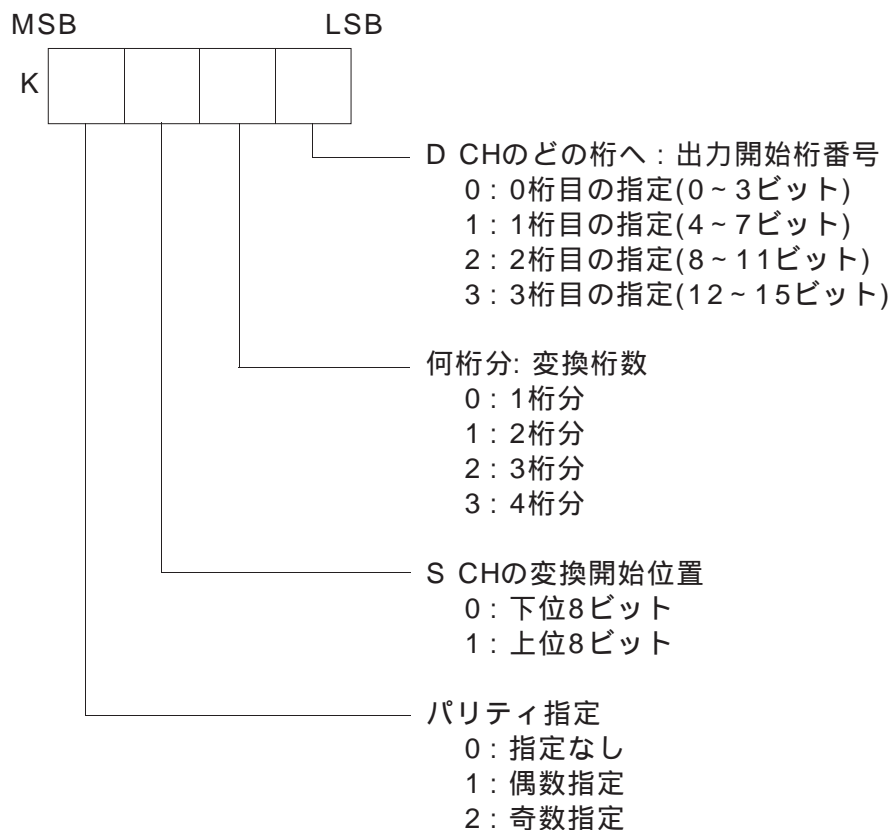 MSB LSB
K
D CHのどの桁へ : 出力開始桁番号
0 : 0桁目の指定(0~3ビット)
1 : 1桁目の指定(4~7ビット)
2 : 2桁目の指定(8~11ビット)
3 : 3桁目の指定(12~15ビット)
何桁分: 変換桁数
0 : 1桁分
1 : 2桁分
2 : 3桁分
3 : 4桁分
S CHの変換開始位置
0 : 下位8ビット
1 : 上位8ビット
パリティ指定
0 : 指定なし
1 : 偶数指定
2 : 奇数指定